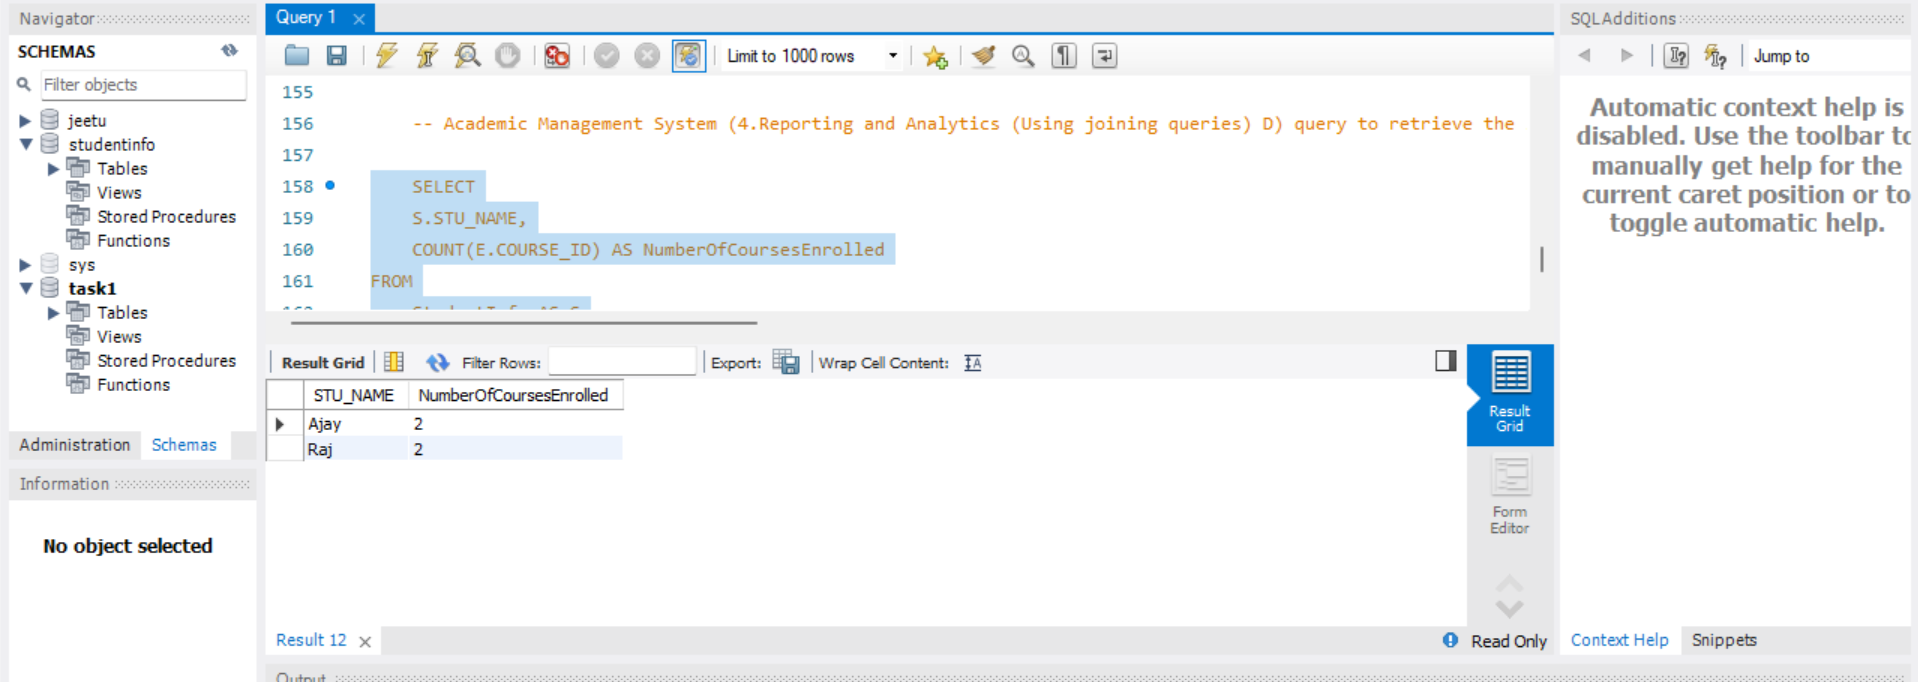 Navigator
SCHEMAS
Filter objects
jeetu
studentinfo
Tables
Views
Stored Procedures
Functions
sys
task1
Tables
Views
Stored Procedures
Functions
Administration Schemas
Information
No object selected
Query 1
Limit to 1000 rows
155
156 -- Academic Management System (4.Reporting and Analytics (Using joining queries) D) query to retrieve the
157
158 SELECT
159 S.STU_NAME,
160 COUNT(E.COURSE_ID) AS NumberOfCoursesEnrolled
161 FROM
Result Grid Filter Rows: Export: Wrap Cell Content:
STU_NAME NumberOfCoursesEnrolled
Ajay 2
Raj 2
Result Grid
Form Editor
Result 12
Read Only
Output
SQLAdditions
Jump to
Automatic context help is
disabled. Use the toolbar to
manually get help for the
current caret position or to
toggle automatic help.
Context Help Snippets